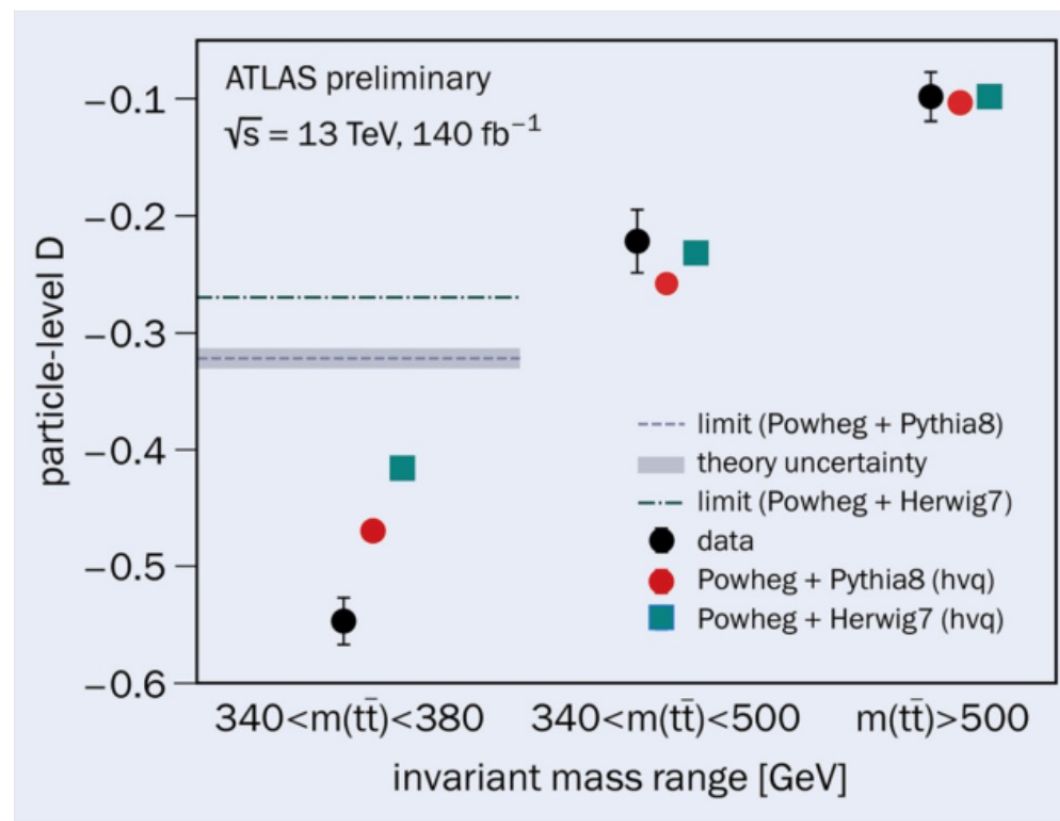 ATLAS preliminary
√s = 13 TeV, 140 fb⁻¹
particle-level D
−0.1
−0.2
−0.3
−0.4
−0.5
−0.6
limit (Powheg + Pythia8)
theory uncertainty
limit (Powheg + Herwig7)
data
Powheg + Pythia8 (hvq)
Powheg + Herwig7 (hvq)
340<m(tt̄)<380 340<m(tt̄)<500 m(tt̄)>500
invariant mass range [GeV]